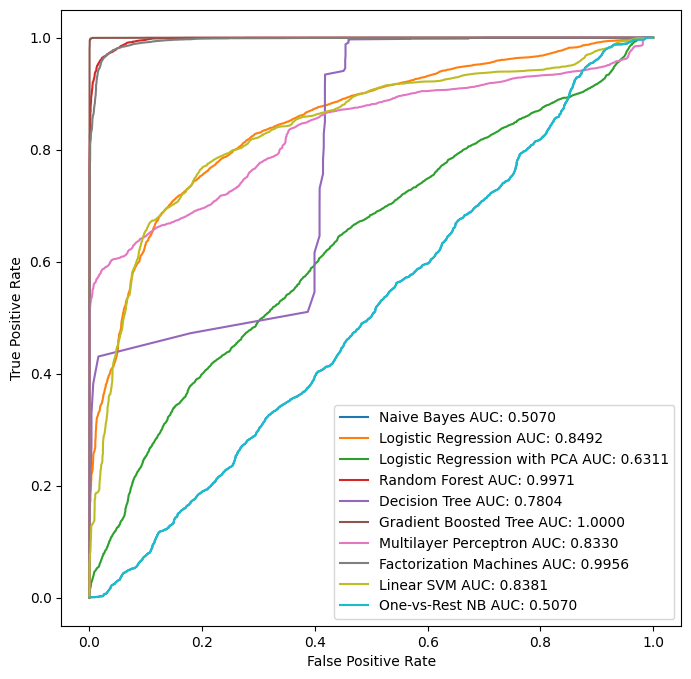 1.0
0.8
0.6
0.4
0.2
0.0
True Positive Rate
Naive Bayes AUC: 0.5070
Logistic Regression AUC: 0.8492
Logistic Regression with PCA AUC: 0.6311
Random Forest AUC: 0.9971
Decision Tree AUC: 0.7804
Gradient Boosted Tree AUC: 1.0000
Multilayer Perceptron AUC: 0.8330
Factorization Machines AUC: 0.9956
Linear SVM AUC: 0.8381
One-vs-Rest NB AUC: 0.5070
0.0 0.2 0.4 0.6 0.8 1.0
False Positive Rate